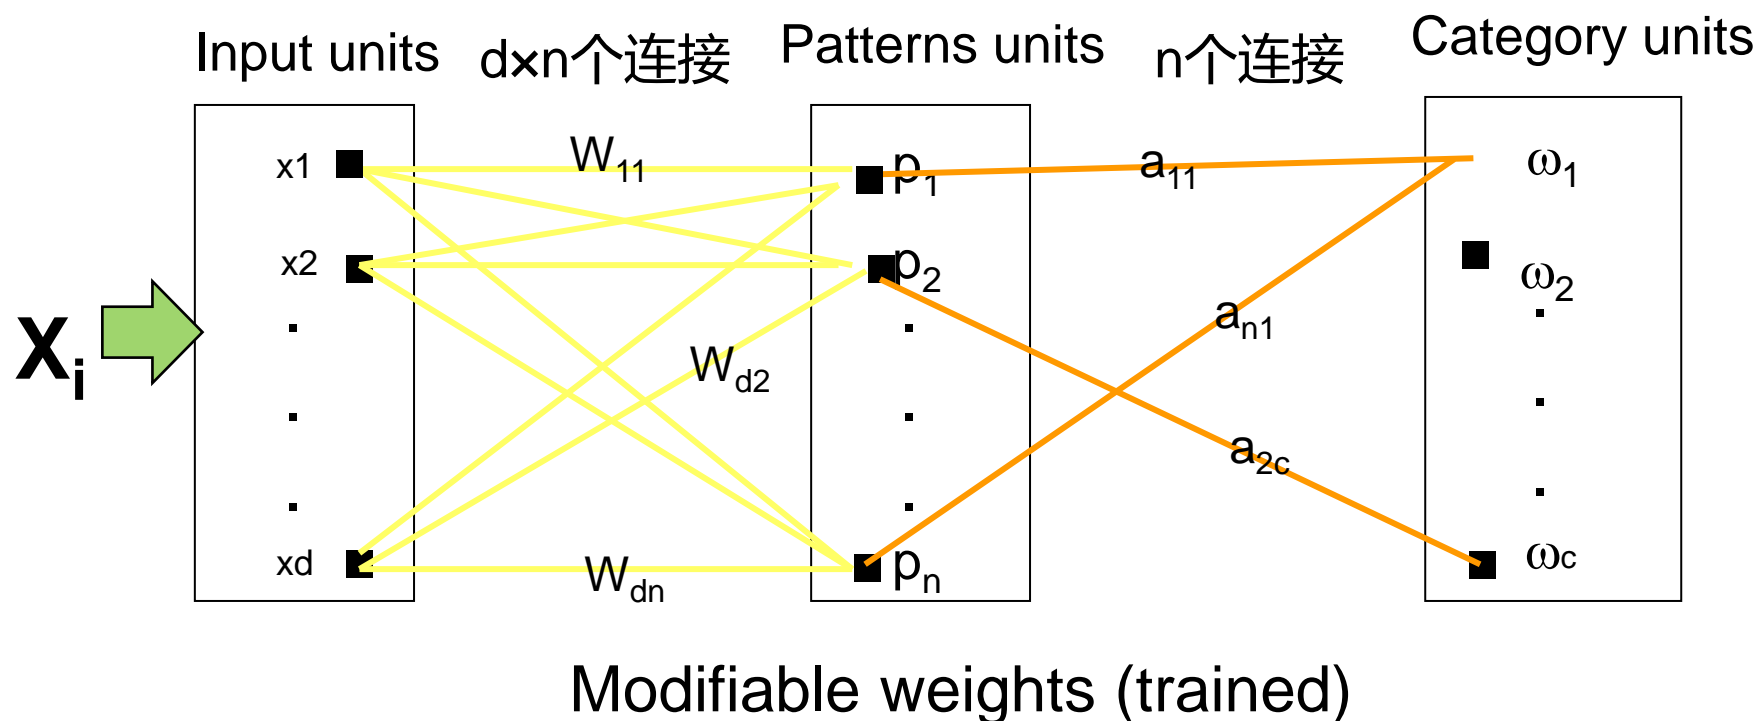 Input units d×n个连接 Patterns units n个连接 Category units
x1 W11 p1 a11 ω1
x2 p2 ω2
Xi Wd2 an1
a2c
xd Wdn pn ωc
Modifiable weights (trained)